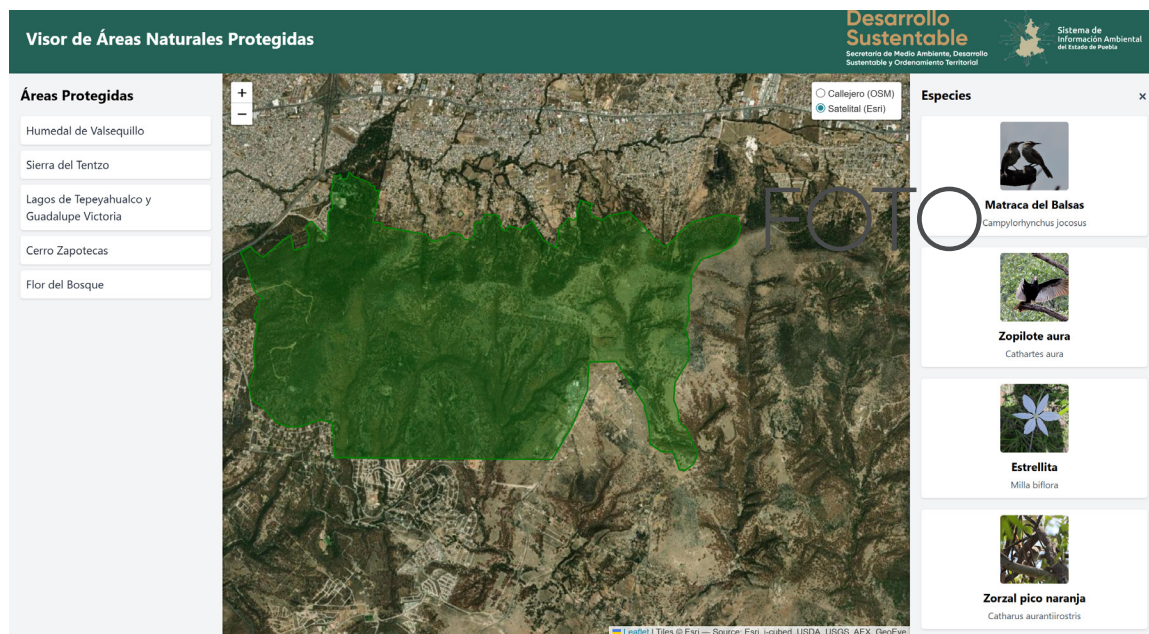 Visor de Áreas Naturales Protegidas
Desarrollo
Sustentable
Secretaría de Medio Ambiente, Desarrollo
Sustentable y Ordenamiento Territorial
Sistema de
Información Ambiental
del Estado de Puebla
Áreas Protegidas
Humedal de Valsequillo
Sierra del Tentzo
Lagos de Tepeyahualco y
Guadalupe Victoria
Cerro Zapotecas
Flor del Bosque
+
−
Callejero (OSM)
Satelital (Esri)
FOTO
Leaflet | Tiles © Esri — Source: Esri, i-cubed, USDA, USGS, AEX, GeoEye,
Especies
×
Matraca del Balsas
Campylorhynchus jocosus
Zopilote aura
Cathartes aura
Estrellita
Milla biflora
Zorzal pico naranja
Catharus aurantiirostris